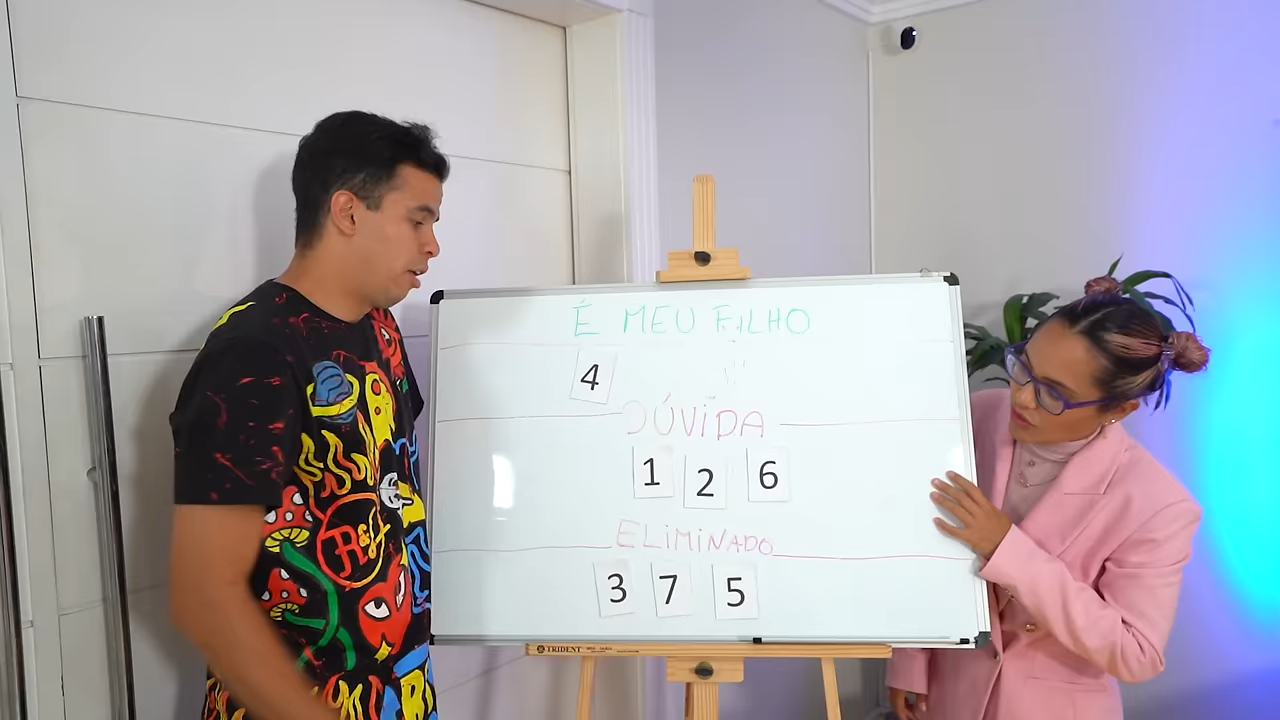 É MEU FILHO
4
DÚVIDA
1 2 6
ELIMINADO
3 7 5
TRIDENT
R&J